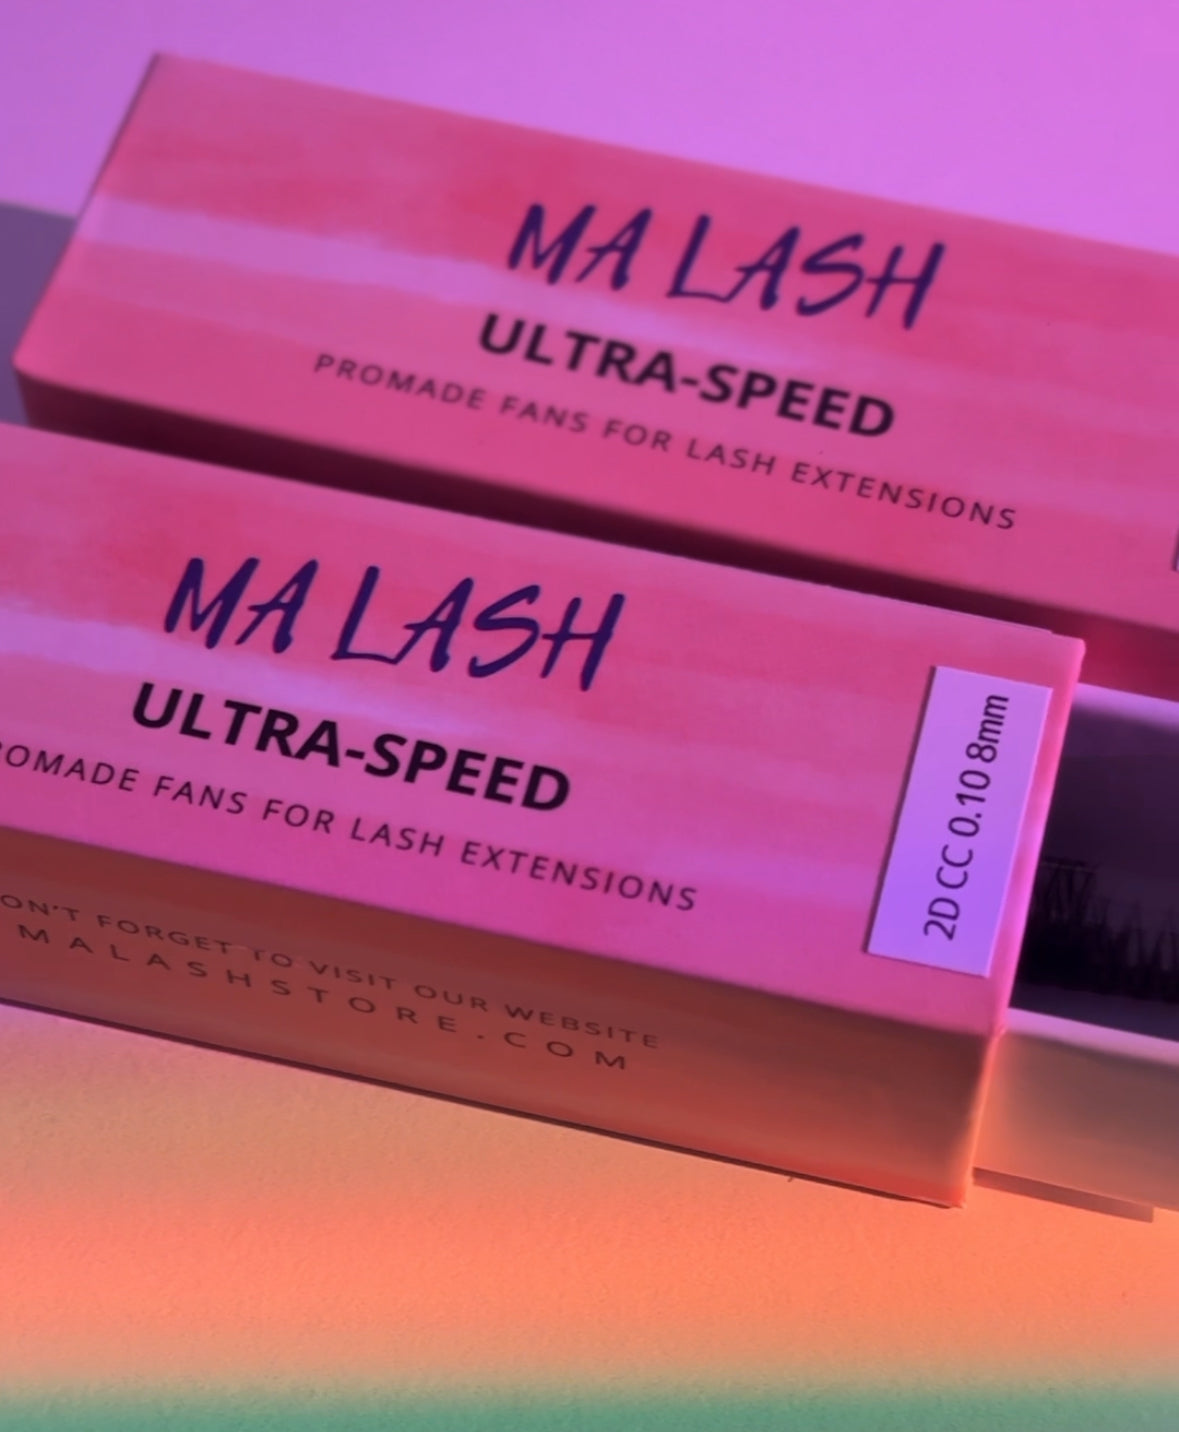 MA LASH
ULTRA-SPEED
PROMADE FANS FOR LASH EXTENSIONS
MA LASH
ULTRA-SPEED
ROMADE FANS FOR LASH EXTENSIONS
2D CC 0.10 8mm
ON'T FORGET TO VISIT OUR WEBSITE
MALASHSTORE.COM